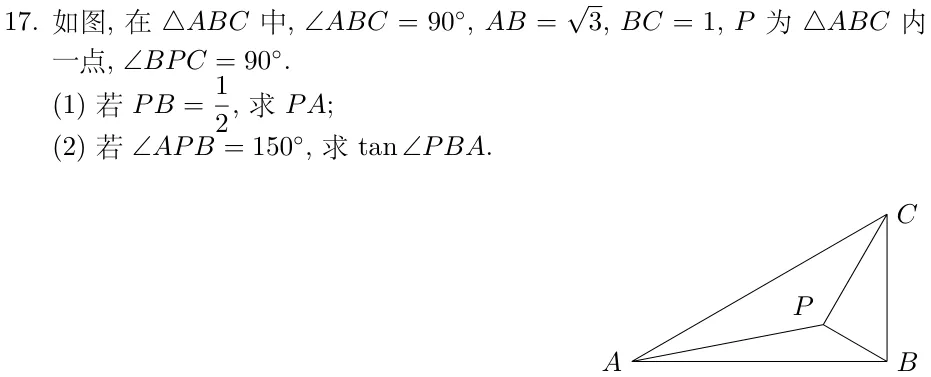 17. 如图, 在 △ABC 中, ∠ABC = 90°, AB = √3, BC = 1, P 为 △ABC 内
一点, ∠BPC = 90°.
(1) 若 PB = 1/2, 求 PA;
(2) 若 ∠APB = 150°, 求 tan∠PBA.
C
P
A
B